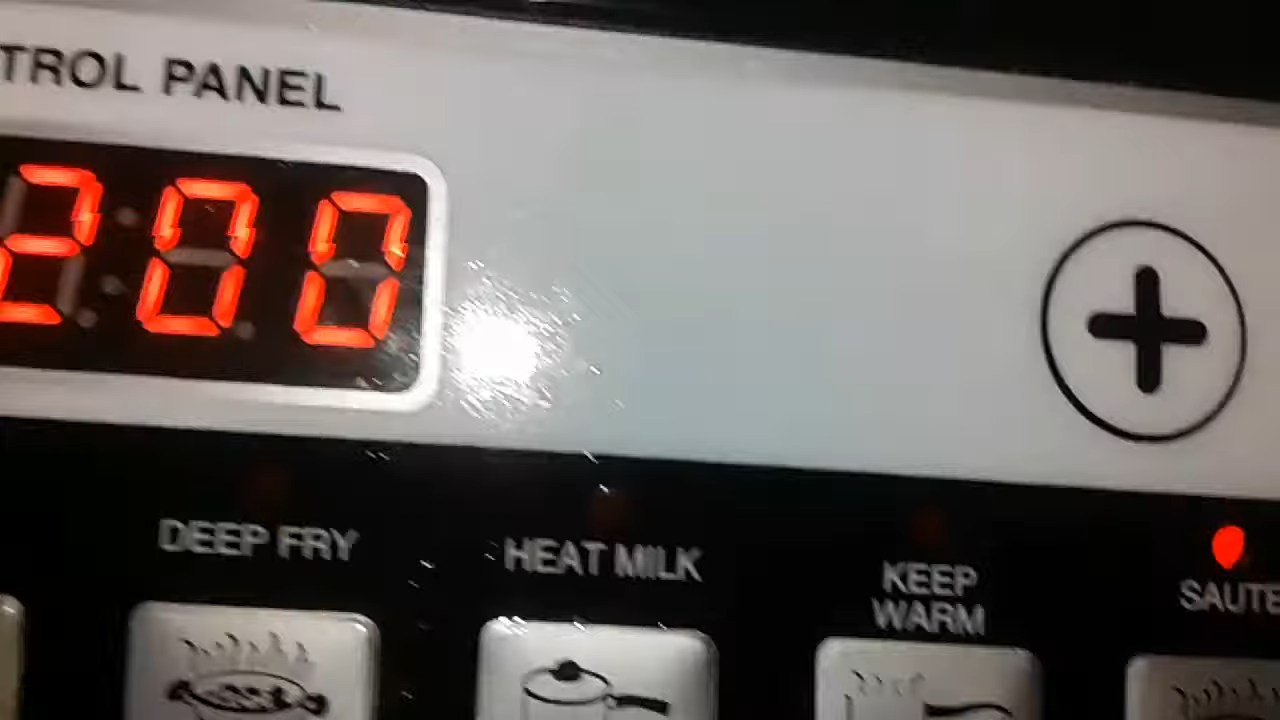 TROL PANEL
200
DEEP FRY
HEAT MILK
KEEP
WARM
SAUTE